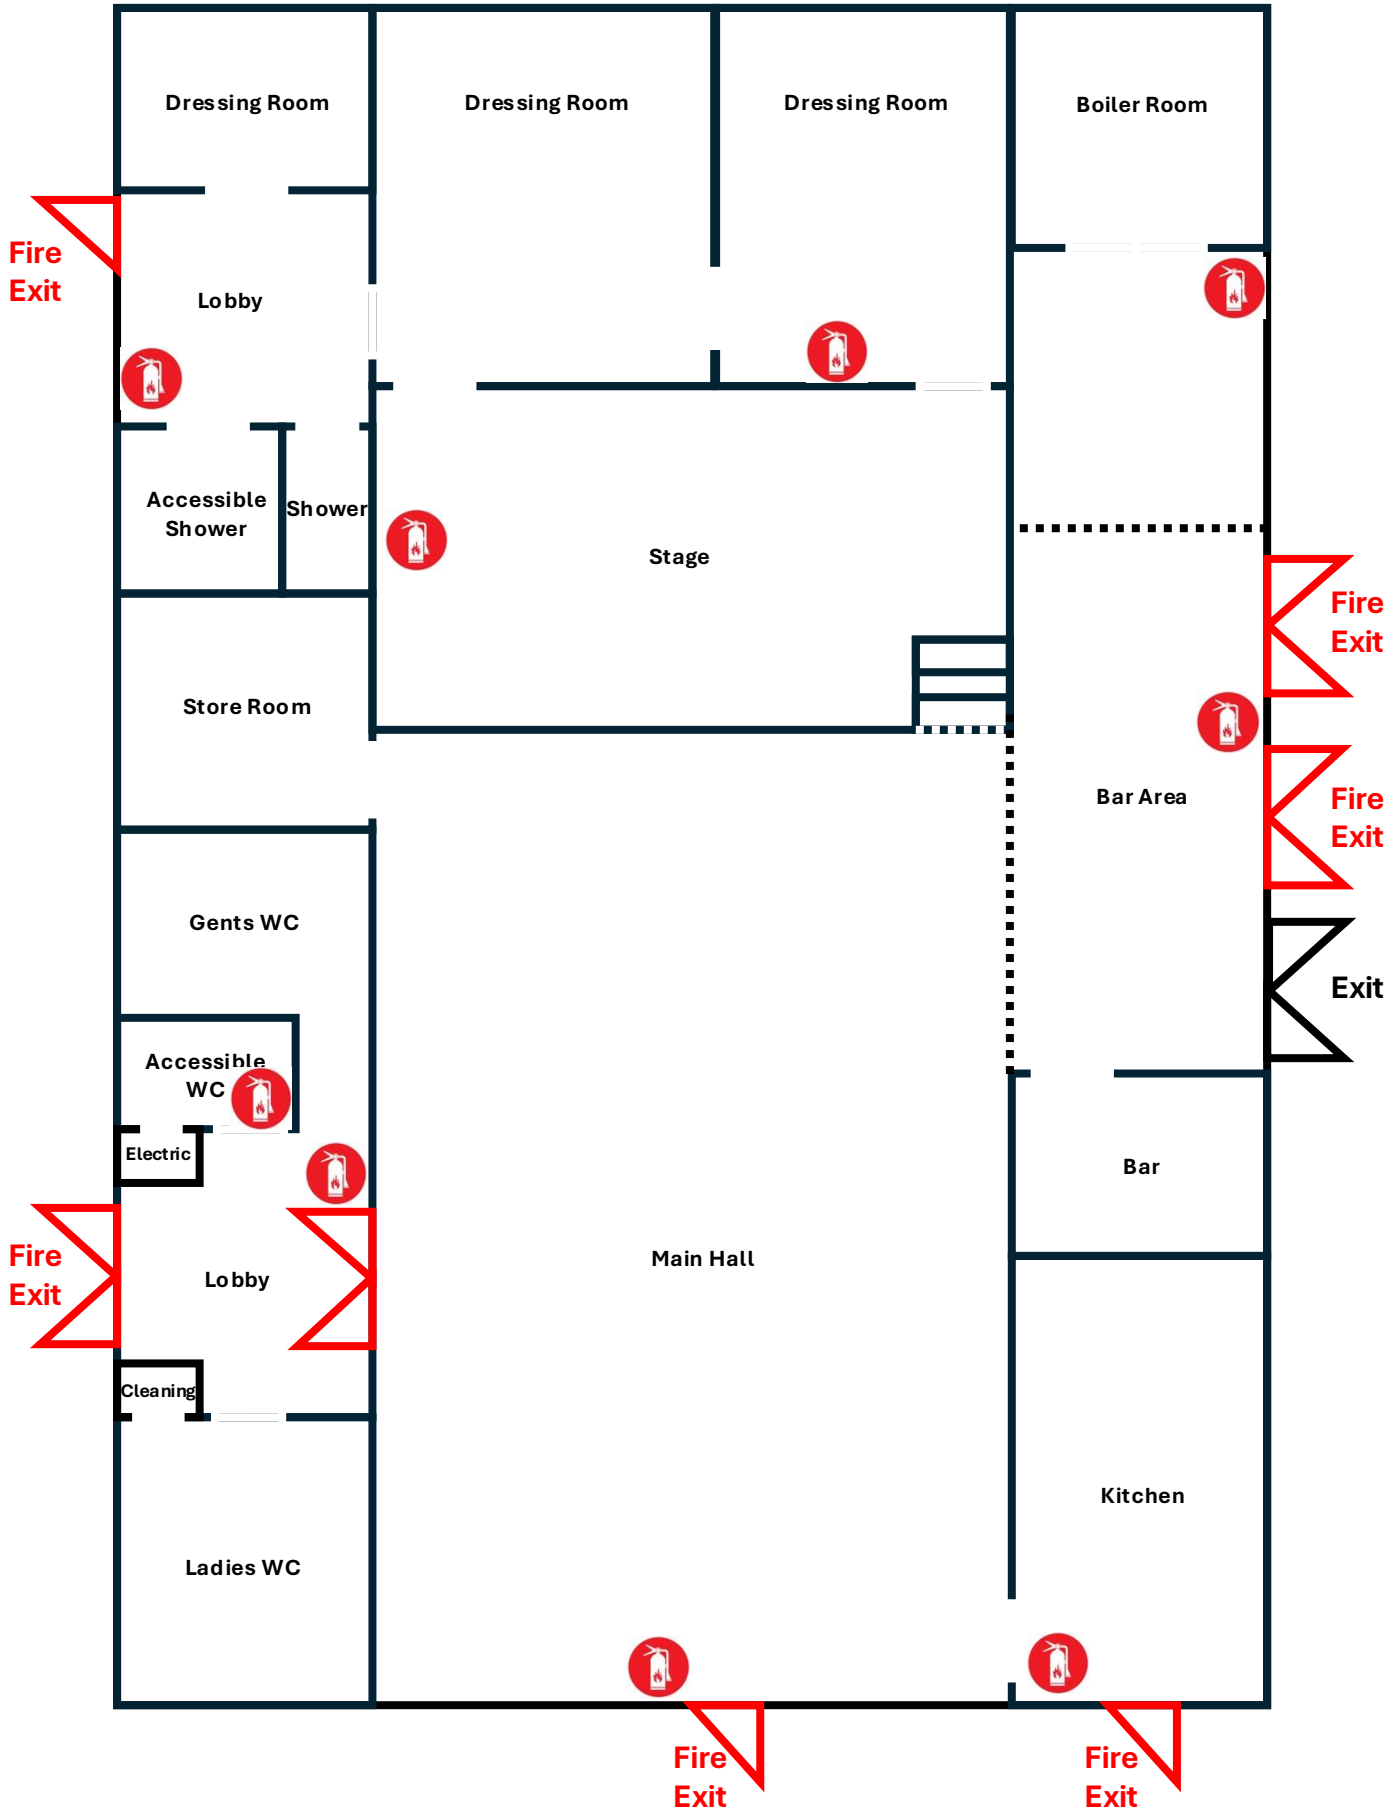 Dressing Room
Dressing Room
Dressing Room
Boiler Room
Fire
Exit
Lobby
Accessible
Shower
Shower
Stage
Fire
Exit
Store Room
Bar Area
Fire
Exit
Gents WC
Exit
Accessible
WC
Electric
Bar
Fire
Exit
Lobby
Main Hall
Cleaning
Kitchen
Ladies WC
Fire
Exit
Fire
Exit